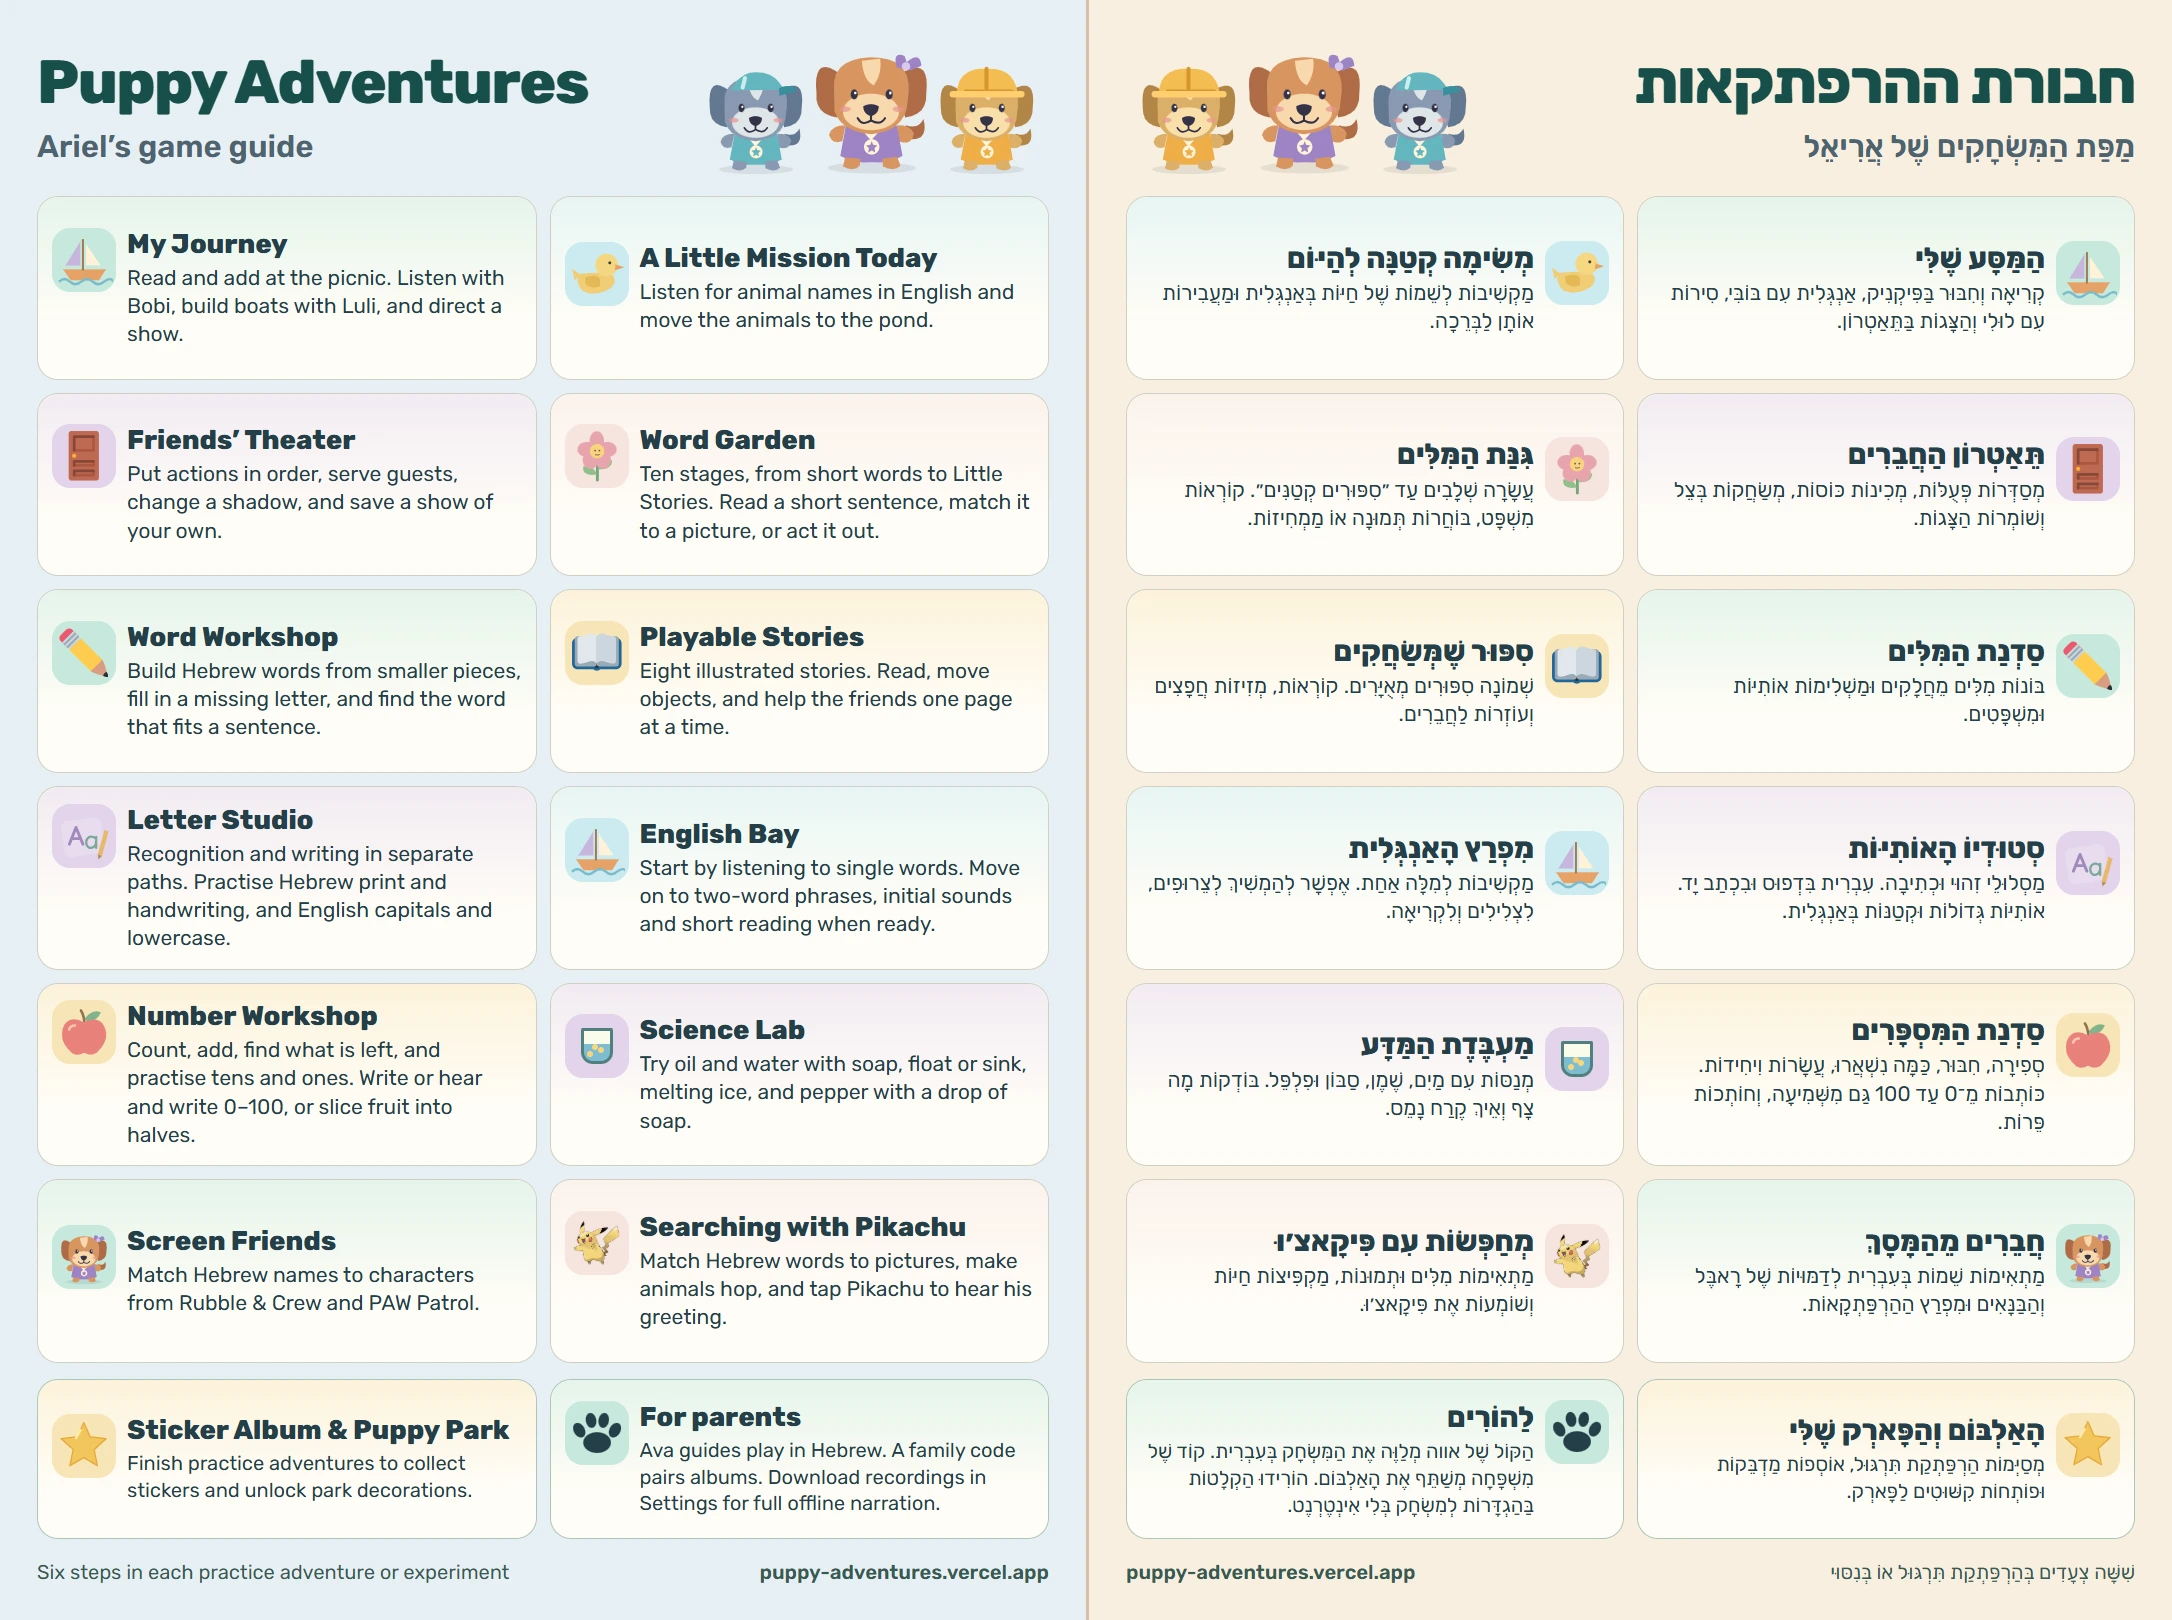 Puppy Adventures
Ariel’s game guide
My Journey
Read and add at the picnic. Listen with
Bobi, build boats with Luli, and direct a
show.
A Little Mission Today
Listen for animal names in English and
move the animals to the pond.
Friends’ Theater
Put actions in order, serve guests,
change a shadow, and save a show of
your own.
Word Garden
Ten stages, from short words to Little
Stories. Read a short sentence, match it
to a picture, or act it out.
Word Workshop
Build Hebrew words from smaller pieces,
fill in a missing letter, and find the word
that fits a sentence.
Playable Stories
Eight illustrated stories. Read, move
objects, and help the friends one page
at a time.
Letter Studio
Recognition and writing in separate
paths. Practise Hebrew print and
handwriting, and English capitals and
lowercase.
English Bay
Start by listening to single words. Move
on to two-word phrases, initial sounds
and short reading when ready.
Number Workshop
Count, add, find what is left, and
practise tens and ones. Write or hear
and write 0–100, or slice fruit into
halves.
Science Lab
Try oil and water with soap, float or sink,
melting ice, and pepper with a drop of
soap.
Screen Friends
Match Hebrew names to characters
from Rubble & Crew and PAW Patrol.
Searching with Pikachu
Match Hebrew words to pictures, make
animals hop, and tap Pikachu to hear his
greeting.
Sticker Album & Puppy Park
Finish practice adventures to collect
stickers and unlock park decorations.
For parents
Ava guides play in Hebrew. A family code
pairs albums. Download recordings in
Settings for full offline narration.
Six steps in each practice adventure or experiment
puppy-adventures.vercel.app
חבורת ההרפתקאות
מַפַּת הַמִּשְׂחָקִים שֶׁל אֲרִיאֵל
הַמַּסָּע שֶׁלִּי
קְרִיאָה וְחִבּוּר בַּפִּיקְנִיק, אַנְגְּלִית עִם בּוֹבִּי, סִירוֹת
עִם לוּלִי וְהַצָּגוֹת בַּתֵּאַטְרוֹן.
מְשִׂימָה קְטַנָּה לְהַיּוֹם
מַקְשִׁיבוֹת לְשֵׁמוֹת שֶׁל חַיּוֹת בְּאַנְגְּלִית וּמַעֲבִירוֹת
אוֹתָן לַבְּרֵכָה.
תֵּאַטְרוֹן הַחֲבֵרִים
מְסַדְּרוֹת פְּעֻלּוֹת, מְכִינוֹת כּוֹסוֹת, מְשַׂחֲקוֹת בְּצֵל
וְשׁוֹמְרוֹת הַצָּגוֹת.
גִּנַּת הַמִּלִּים
עֲשָׂרָה שְׁלָבִים עַד ״סִפּוּרִים קְטַנִּים״. קוֹרְאוֹת
מִשְׁפָּט, בּוֹחֲרוֹת תְּמוּנָה אוֹ מַמְחִיזוֹת.
סַדְנַת הַמִּלִּים
בּוֹנוֹת מִלִּים מֵחֲלָקִים וּמַשְׁלִימוֹת אוֹתִיּוֹת
וּמִשְׁפָּטִים.
סִפּוּר שֶׁמְּשַׂחֲקִים
שְׁמוֹנָה סִפּוּרִים מְאֻיָּרִים. קוֹרְאוֹת, מְזִיזוֹת חֲפָצִים
וְעוֹזְרוֹת לַחֲבֵרִים.
סְטוּדְיוֹ הָאוֹתִיּוֹת
מַסְלוּלֵי זִהוּי וּכְתִיבָה. עִבְרִית בִּדְפוּס וּבִכְתַב יָד.
אוֹתִיּוֹת גְּדוֹלוֹת וּקְטַנּוֹת בְּאַנְגְּלִית.
מִפְרַץ הָאַנְגְּלִית
מַקְשִׁיבוֹת לְמִלָּה אַחַת. אֶפְשָׁר לְהַמְשִׁיךְ לְצֵרוּפִים,
לִצְלִילִים וְלִקְרִיאָה.
סַדְנַת הַמִּסְפָּרִים
סְפִירָה, חִבּוּר, כַּמָּה נִשְׁאֲרוּ, עֲשָׂרוֹת וִיחִידוֹת.
כּוֹתְבוֹת מֵ־0 עַד 100 גַּם מִשְּׁמִיעָה, וְחוֹתְכוֹת
פֵּרוֹת.
מַעְבֶּדֶת הַמַּדָּע
מְנַסּוֹת עִם מַיִם, שֶׁמֶן, סַבּוֹן וּפִלְפֵּל. בּוֹדְקוֹת מָה
צָף וְאֵיךְ קֶרַח נָמֵס.
חֲבֵרִים מֵהַמָּסָךְ
מַתְאִימוֹת שֵׁמוֹת בְּעִבְרִית לְדְמוּיוֹת שֶׁל רָאבֶּל
וְהַבַּנָּאִים וּמִפְרַץ הַהַרְפַּתְקָאוֹת.
מְחַפְּשׂוֹת עִם פִּיקָאצ׳וּ
מַתְאִימוֹת מִלִּים וּתְמוּנוֹת, מַקְפִּיצוֹת חַיּוֹת
וְשׁוֹמְעוֹת אֶת פִּיקָאצ׳וּ.
הָאַלְבּוֹם וְהַפָּארְק שֶׁלִּי
מְסַיְּמוֹת הַרְפַּתְקַת תִּרְגּוּל, אוֹסְפוֹת מַדְבֵּקוֹת
וּפוֹתְחוֹת קִשּׁוּטִים לַפָּארְק.
לַהוֹרִים
הַקּוֹל שֶׁל אווה מְלַוֶּה אֶת הַמִּשְׂחָק בְּעִבְרִית. קוֹד שֶׁל
מִשְׁפָּחָה מְשַׁתֵּף אֶת הָאַלְבּוֹם. הוֹרִידוּ הַקְלָטוֹת
בַּהַגְדָּרוֹת לְמִשְׂחָק בְּלִי אִינְטֶרְנֶט.
שִׁשָּׁה צְעָדִים בְּהַרְפַּתְקַת תִּרְגּוּל אוֹ בְּנִסּוּי
puppy-adventures.vercel.app